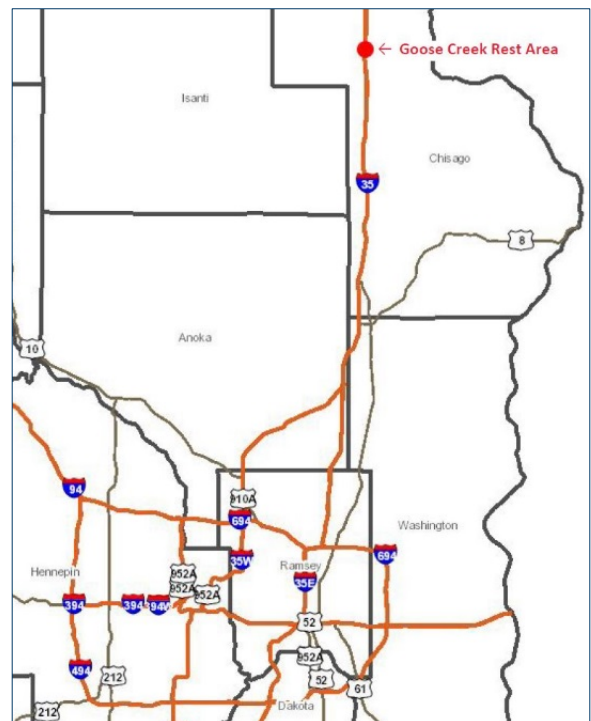 ← Goose Creek Rest Area
Isanti
Chisago
35
8
Anoka
10
94
910A
694
Washington
35W
Ramsey
694
952A
952A
952A
Hennepin
35E
394
394
394W
52
952A
494
212
52
61
212
Dakota